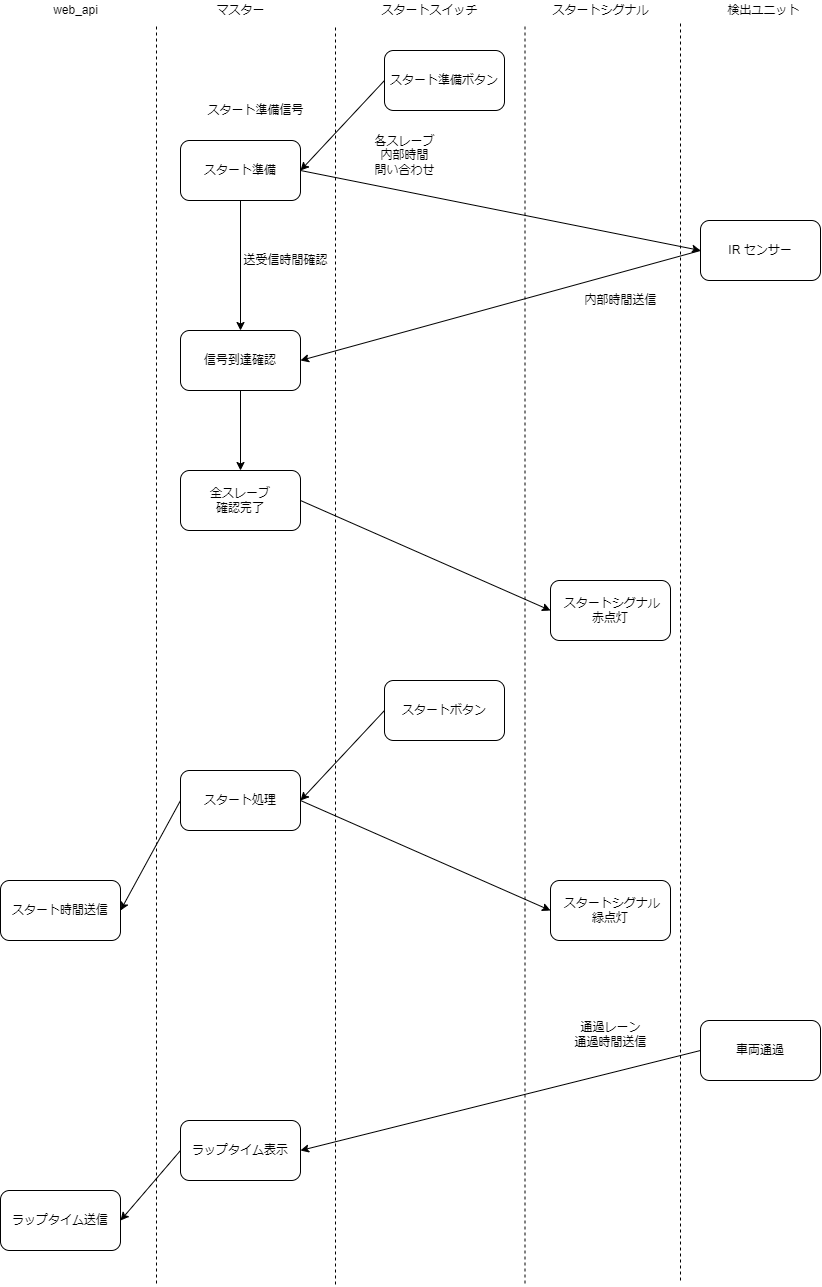 web_api
マスター
スタートスイッチ
スタートシグナル
検出ユニット
スタート準備ボタン
スタート準備信号
各スレーブ
内部時間
問い合わせ
スタート準備
IR センサー
送受信時間確認
内部時間送信
信号到達確認
全スレーブ
確認完了
スタートシグナル
赤点灯
スタートボタン
スタート処理
スタート時間送信
スタートシグナル
緑点灯
通過レーン
通過時間送信
車両通過
ラップタイム表示
ラップタイム送信